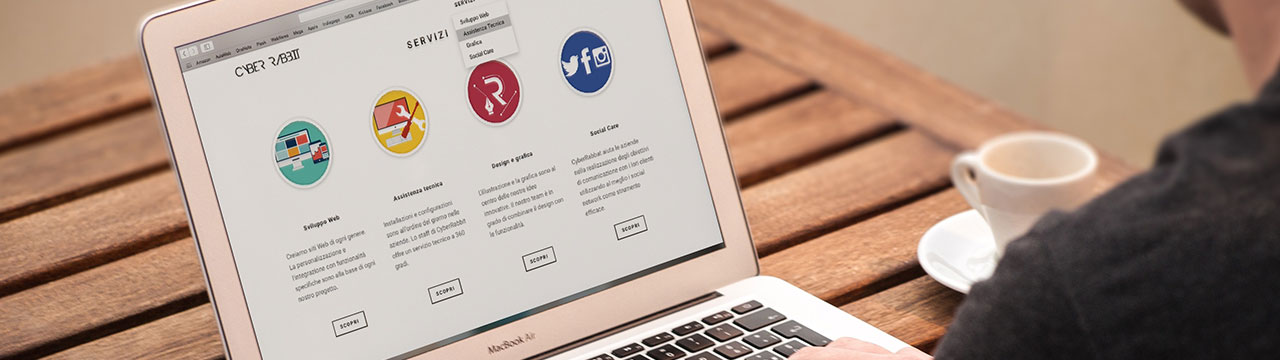 Amazon
SERVIZI
Sviluppo Web
Assistenza Tecnica
Grafica
Social Care
CYBER RABBIT
SERVIZI
Sviluppo Web
Creiamo siti Web di ogni genere.
La personalizzazione e
l'integrazione con funzionalità
specifiche sono alla base di ogni
nostro progetto.
SCOPRI
Assistenza tecnica
Installazioni e configurazioni
sono all'ordine del giorno nelle
aziende. Lo staff di CyberRabbit
offre un servizio tecnico a 360
gradi.
SCOPRI
Design e grafica
L'illustrazione e la grafica sono al
centro delle nostre idee
innovative. Il nostro team è in
grado di combinare il design con
le funzionalità.
SCOPRI
Social Care
CyberRabbit aiuta le aziende
nella realizzazione degli obiettivi
di comunicazione con i loro clienti
utilizzando al meglio i social
network come strumento
efficace.
SCOPRI
MacBook Air